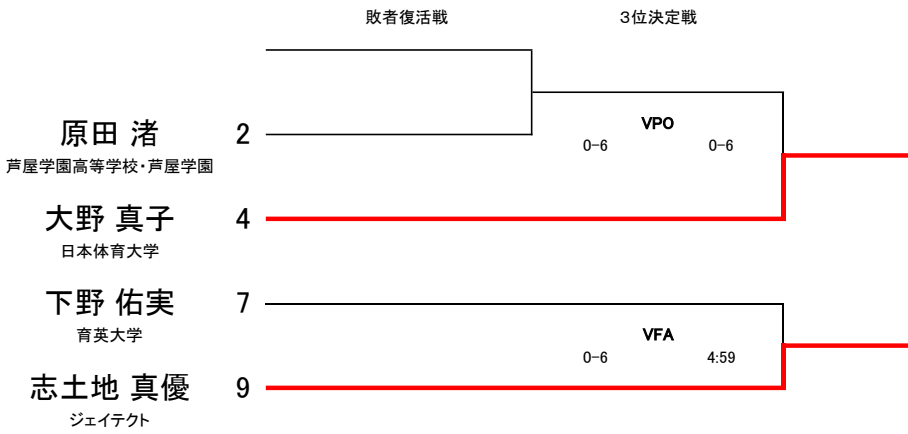 敗者復活戦 3位決定戦
原田 渚 2
芦屋学園高等学校・芦屋学園
VPO
0-6 0-6
大野 真子 4
日本体育大学
下野 佑実 7
育英大学
VFA
0-6 4:59
志土地 真優 9
ジェイテクト